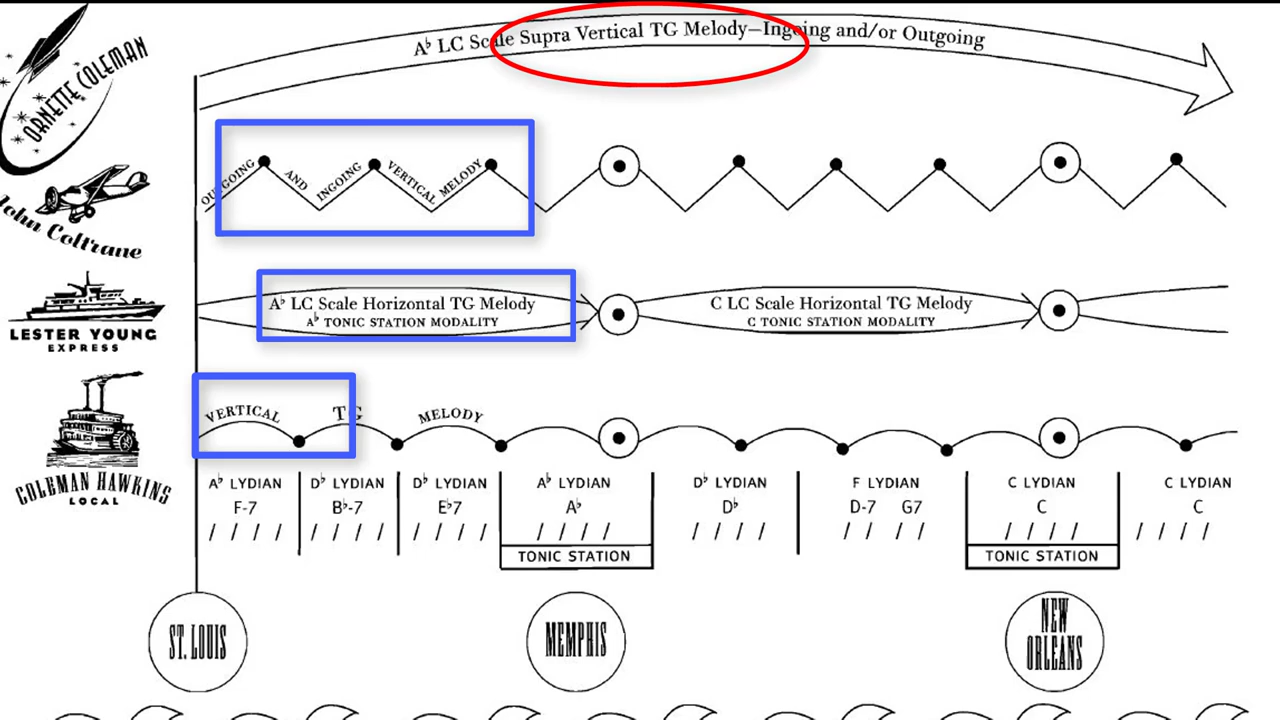 A♭ LC Scale Supra Vertical TG Melody—Ingoing and/or Outgoing
ORNETTE COLEMAN
OUTGOING AND INGOING VERTICAL MELODY
John Coltrane
A♭ LC Scale Horizontal TG Melody
A♭ TONIC STATION MODALITY
C LC Scale Horizontal TG Melody
C TONIC STATION MODALITY
LESTER YOUNG
EXPRESS
VERTICAL TG MELODY
COLEMAN HAWKINS
LOCAL
A♭ LYDIAN D♭ LYDIAN D♭ LYDIAN A♭ LYDIAN D♭ LYDIAN F LYDIAN C LYDIAN C LYDIAN
F-7 B♭-7 E♭7 A♭ D♭ D-7 G7 C C
/ / / / / / / / / / / / / / / / / / / / / / / / / / / / / / / /
TONIC STATION TONIC STATION
ST. LOUIS
MEMPHIS
NEW
ORLEANS